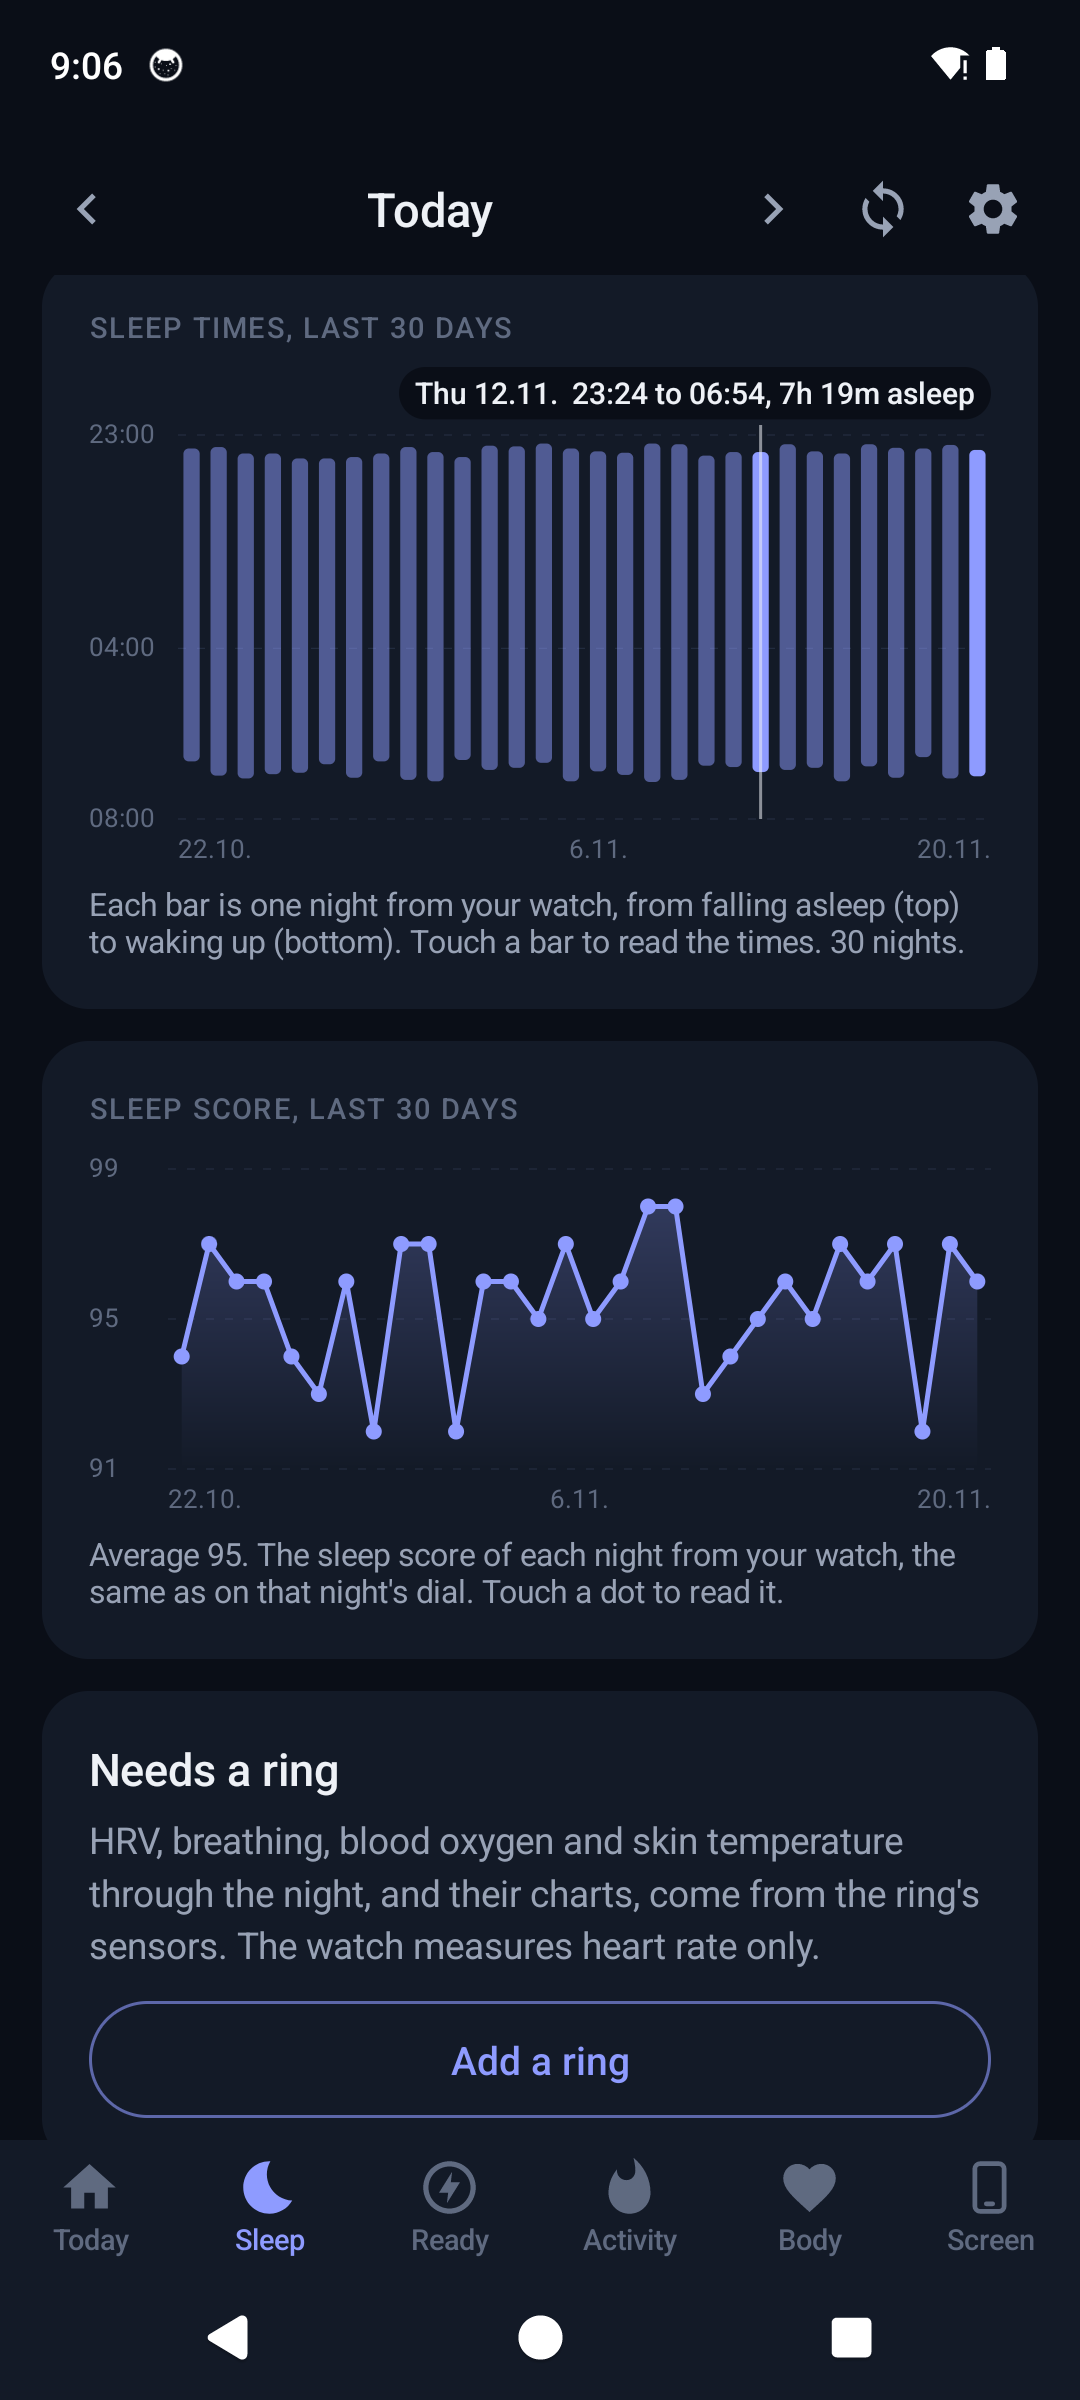 9:06
Today
SLEEP TIMES, LAST 30 DAYS
Thu 12.11.  23:24 to 06:54, 7h 19m asleep
23:00
04:00
08:00
22.10.
6.11.
20.11.
Each bar is one night from your watch, from falling asleep (top)
to waking up (bottom). Touch a bar to read the times. 30 nights.
SLEEP SCORE, LAST 30 DAYS
99
95
91
22.10.
6.11.
20.11.
Average 95. The sleep score of each night from your watch, the
same as on that night's dial. Touch a dot to read it.
Needs a ring
HRV, breathing, blood oxygen and skin temperature
through the night, and their charts, come from the ring's
sensors. The watch measures heart rate only.
Add a ring
Today
Sleep
Ready
Activity
Body
Screen